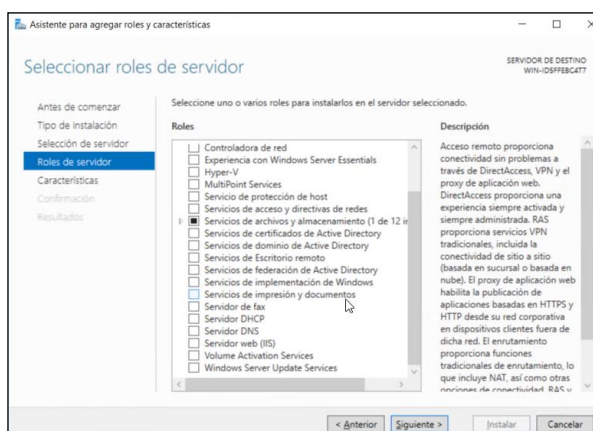 Asistente para agregar roles y características
Seleccionar roles de servidor
SERVIDOR DE DESTINO
WIN-ID5FFEBC4T7
Antes de comenzar
Tipo de instalación
Selección de servidor
Roles de servidor
Características
Confirmación
Resultados
Seleccione uno o varios roles para instalarlos en el servidor seleccionado.
Roles
Controladora de red
Experiencia con Windows Server Essentials
Hyper-V
MultiPoint Services
Servicio de protección de host
Servicios de acceso y directivas de redes
Servicios de archivos y almacenamiento (1 de 12 in
Servicios de certificados de Active Directory
Servicios de dominio de Active Directory
Servicios de Escritorio remoto
Servicios de federación de Active Directory
Servicios de implementación de Windows
Servicios de impresión y documentos
Servidor de fax
Servidor DHCP
Servidor DNS
Servidor web (IIS)
Volume Activation Services
Windows Server Update Services
Descripción
Acceso remoto proporciona
conectividad sin problemas a
través de DirectAccess, VPN y el
proxy de aplicación web.
DirectAccess proporciona una
experiencia siempre activada y
siempre administrada. RAS
proporciona servicios VPN
tradicionales, incluida la
conectividad de sitio a sitio
(basada en sucursal o basada en
nube). El proxy de aplicación web
habilita la publicación de
aplicaciones basadas en HTTPS y
HTTP desde su red corporativa
en dispositivos clientes fuera de
dicha red. El enrutamiento
proporciona funciones
tradicionales de enrutamiento, lo
que incluye NAT, así como otras
opciones de conectividad. RAS y
< Anterior
Siguiente >
Instalar
Cancelar